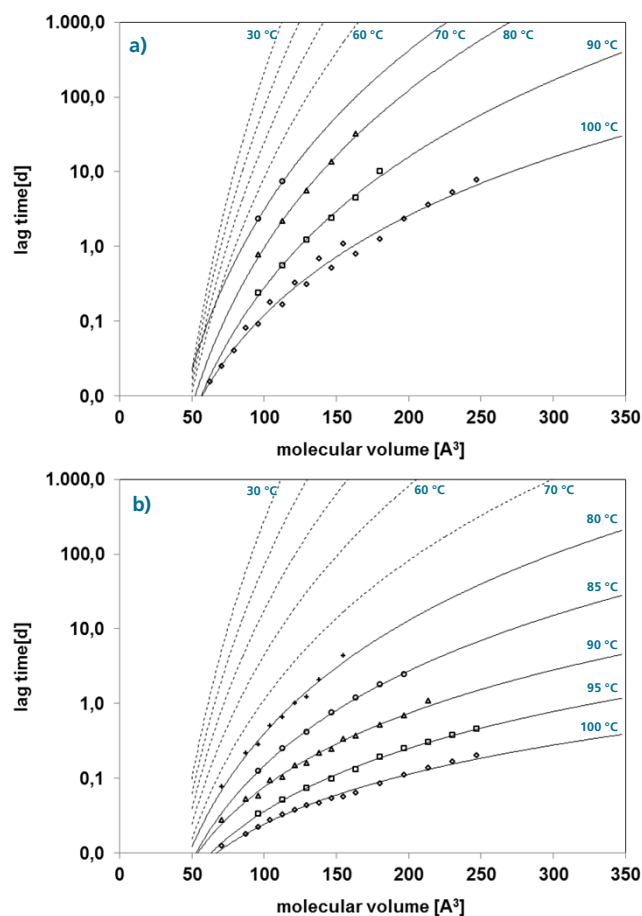 a)
30 °C
60 °C
70 °C
80 °C
90 °C
100 °C
1.000,0
100,0
10,0
1,0
0,1
0,0
lag time[d]
0 50 100 150 200 250 300 350
molecular volume [A³]
b)
30 °C
60 °C
70 °C
80 °C
85 °C
90 °C
95 °C
100 °C
1.000,0
100,0
10,0
1,0
0,1
0,0
lag time[d]
0 50 100 150 200 250 300 350
molecular volume [A³]